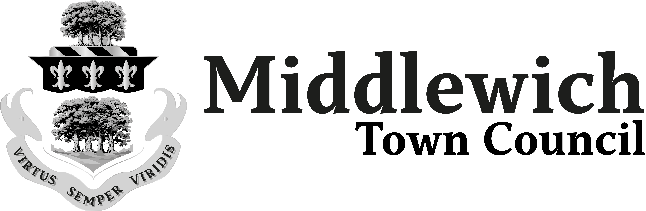 Middlewich
Town Council
VIRTUS SEMPER VIRIDIS